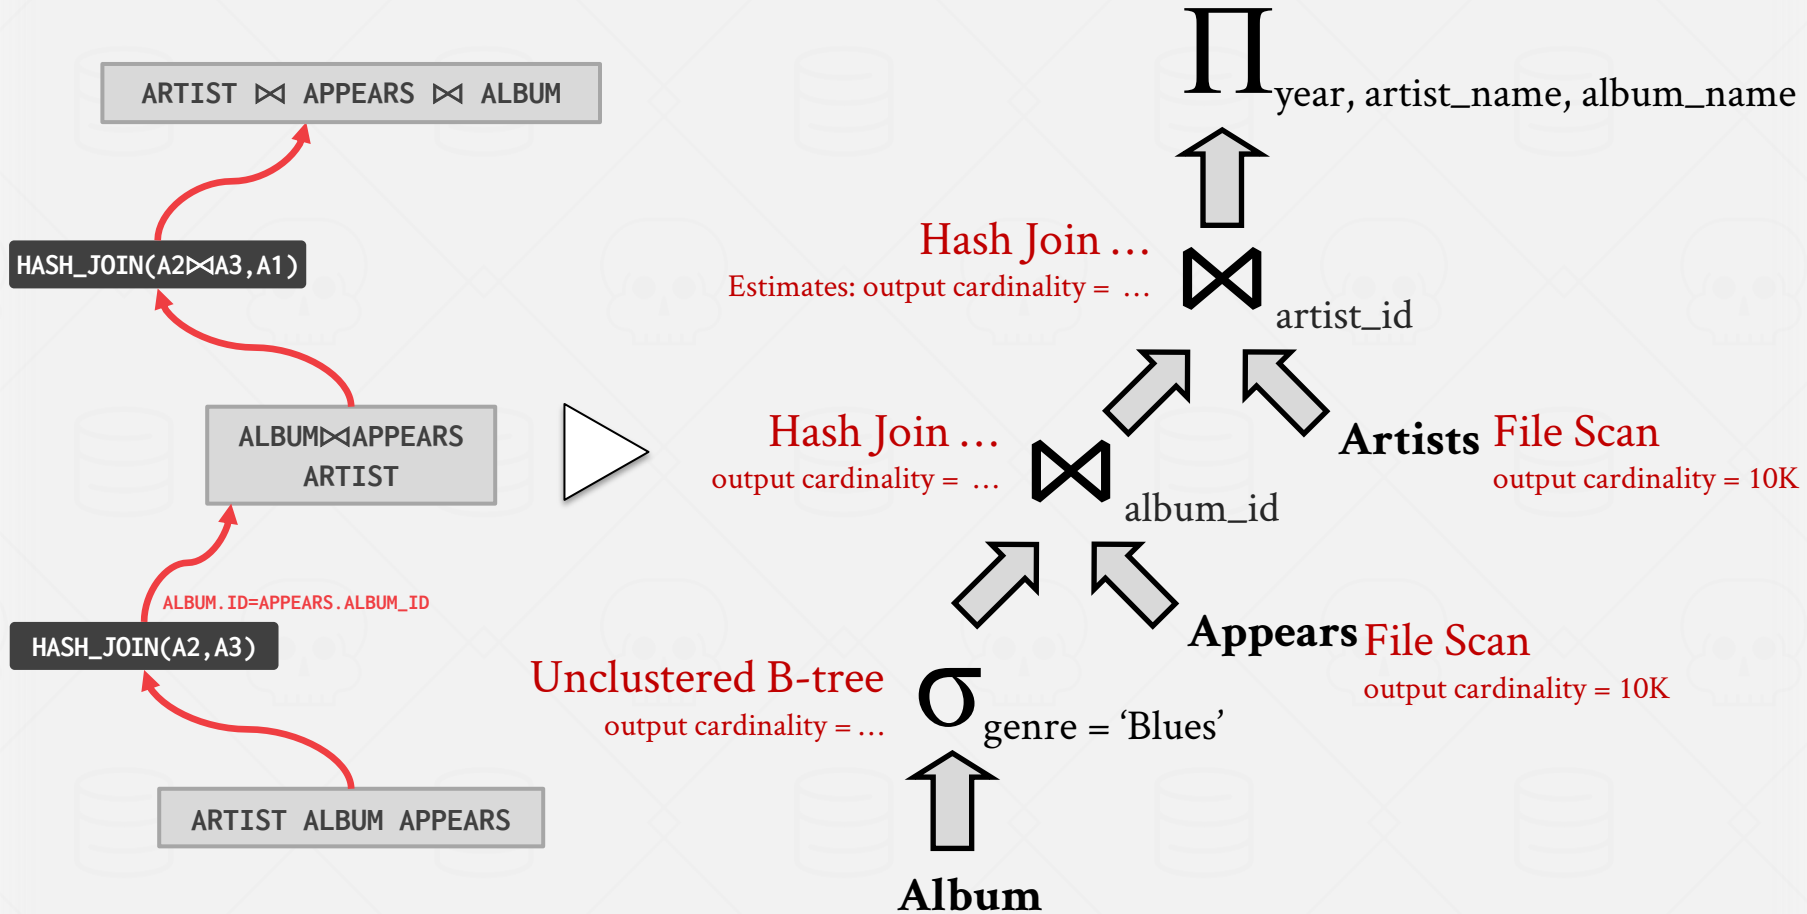 ARTIST ⋈ APPEARS ⋈ ALBUM
HASH_JOIN(A2⋈A3,A1)
ALBUM⋈APPEARS
ARTIST
ALBUM.ID=APPEARS.ALBUM_ID
HASH_JOIN(A2,A3)
ARTIST ALBUM APPEARS
∏ year, artist_name, album_name
Hash Join …
Estimates: output cardinality = …
⋈ artist_id
Hash Join …
output cardinality = …
⋈ album_id
Artists File Scan
output cardinality = 10K
Appears File Scan
output cardinality = 10K
Unclustered B-tree
output cardinality = …
σ genre = ‘Blues’
Album